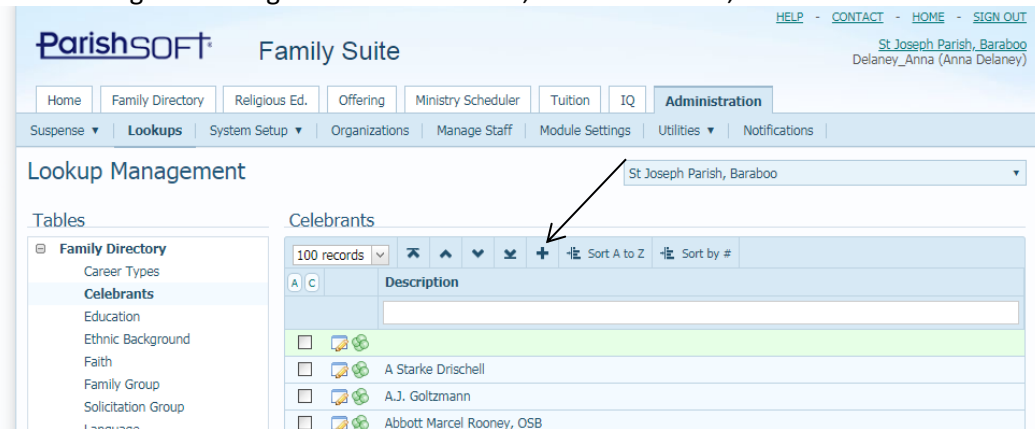 HELP - CONTACT - HOME - SIGN OUT
ParishSOFT Family Suite
St Joseph Parish, Baraboo
Delaney_Anna (Anna Delaney)
Home Family Directory Religious Ed. Offering Ministry Scheduler Tuition IQ Administration
Suspense ▼ Lookups System Setup ▼ Organizations Manage Staff Module Settings Utilities ▼ Notifications
Lookup Management
St Joseph Parish, Baraboo
Tables
Family Directory
Career Types
Celebrants
Education
Ethnic Background
Faith
Family Group
Solicitation Group
Language
Celebrants
100 records Sort A to Z Sort by #
A C Description
A Starke Drischell
A.J. Goltzmann
Abbott Marcel Rooney, OSB